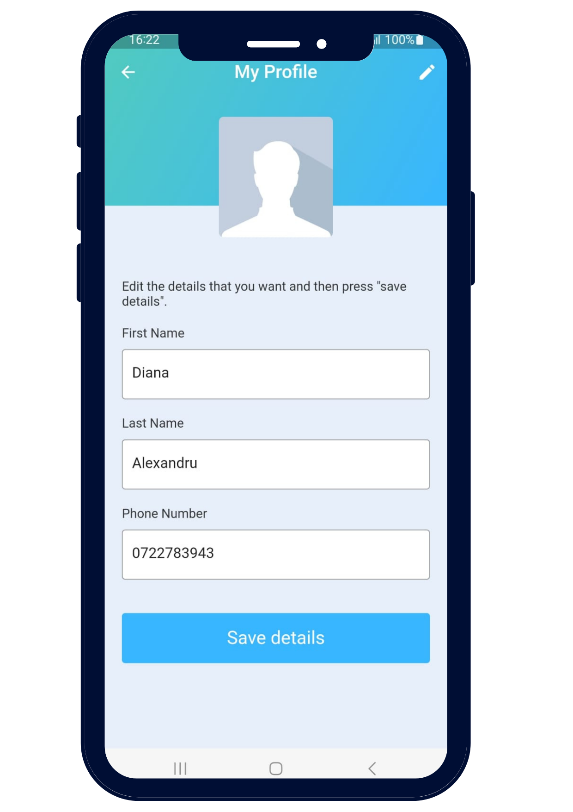 16:22 100%
My Profile
Edit the details that you want and then press "save
details".
First Name
Diana
Last Name
Alexandru
Phone Number
0722783943
Save details